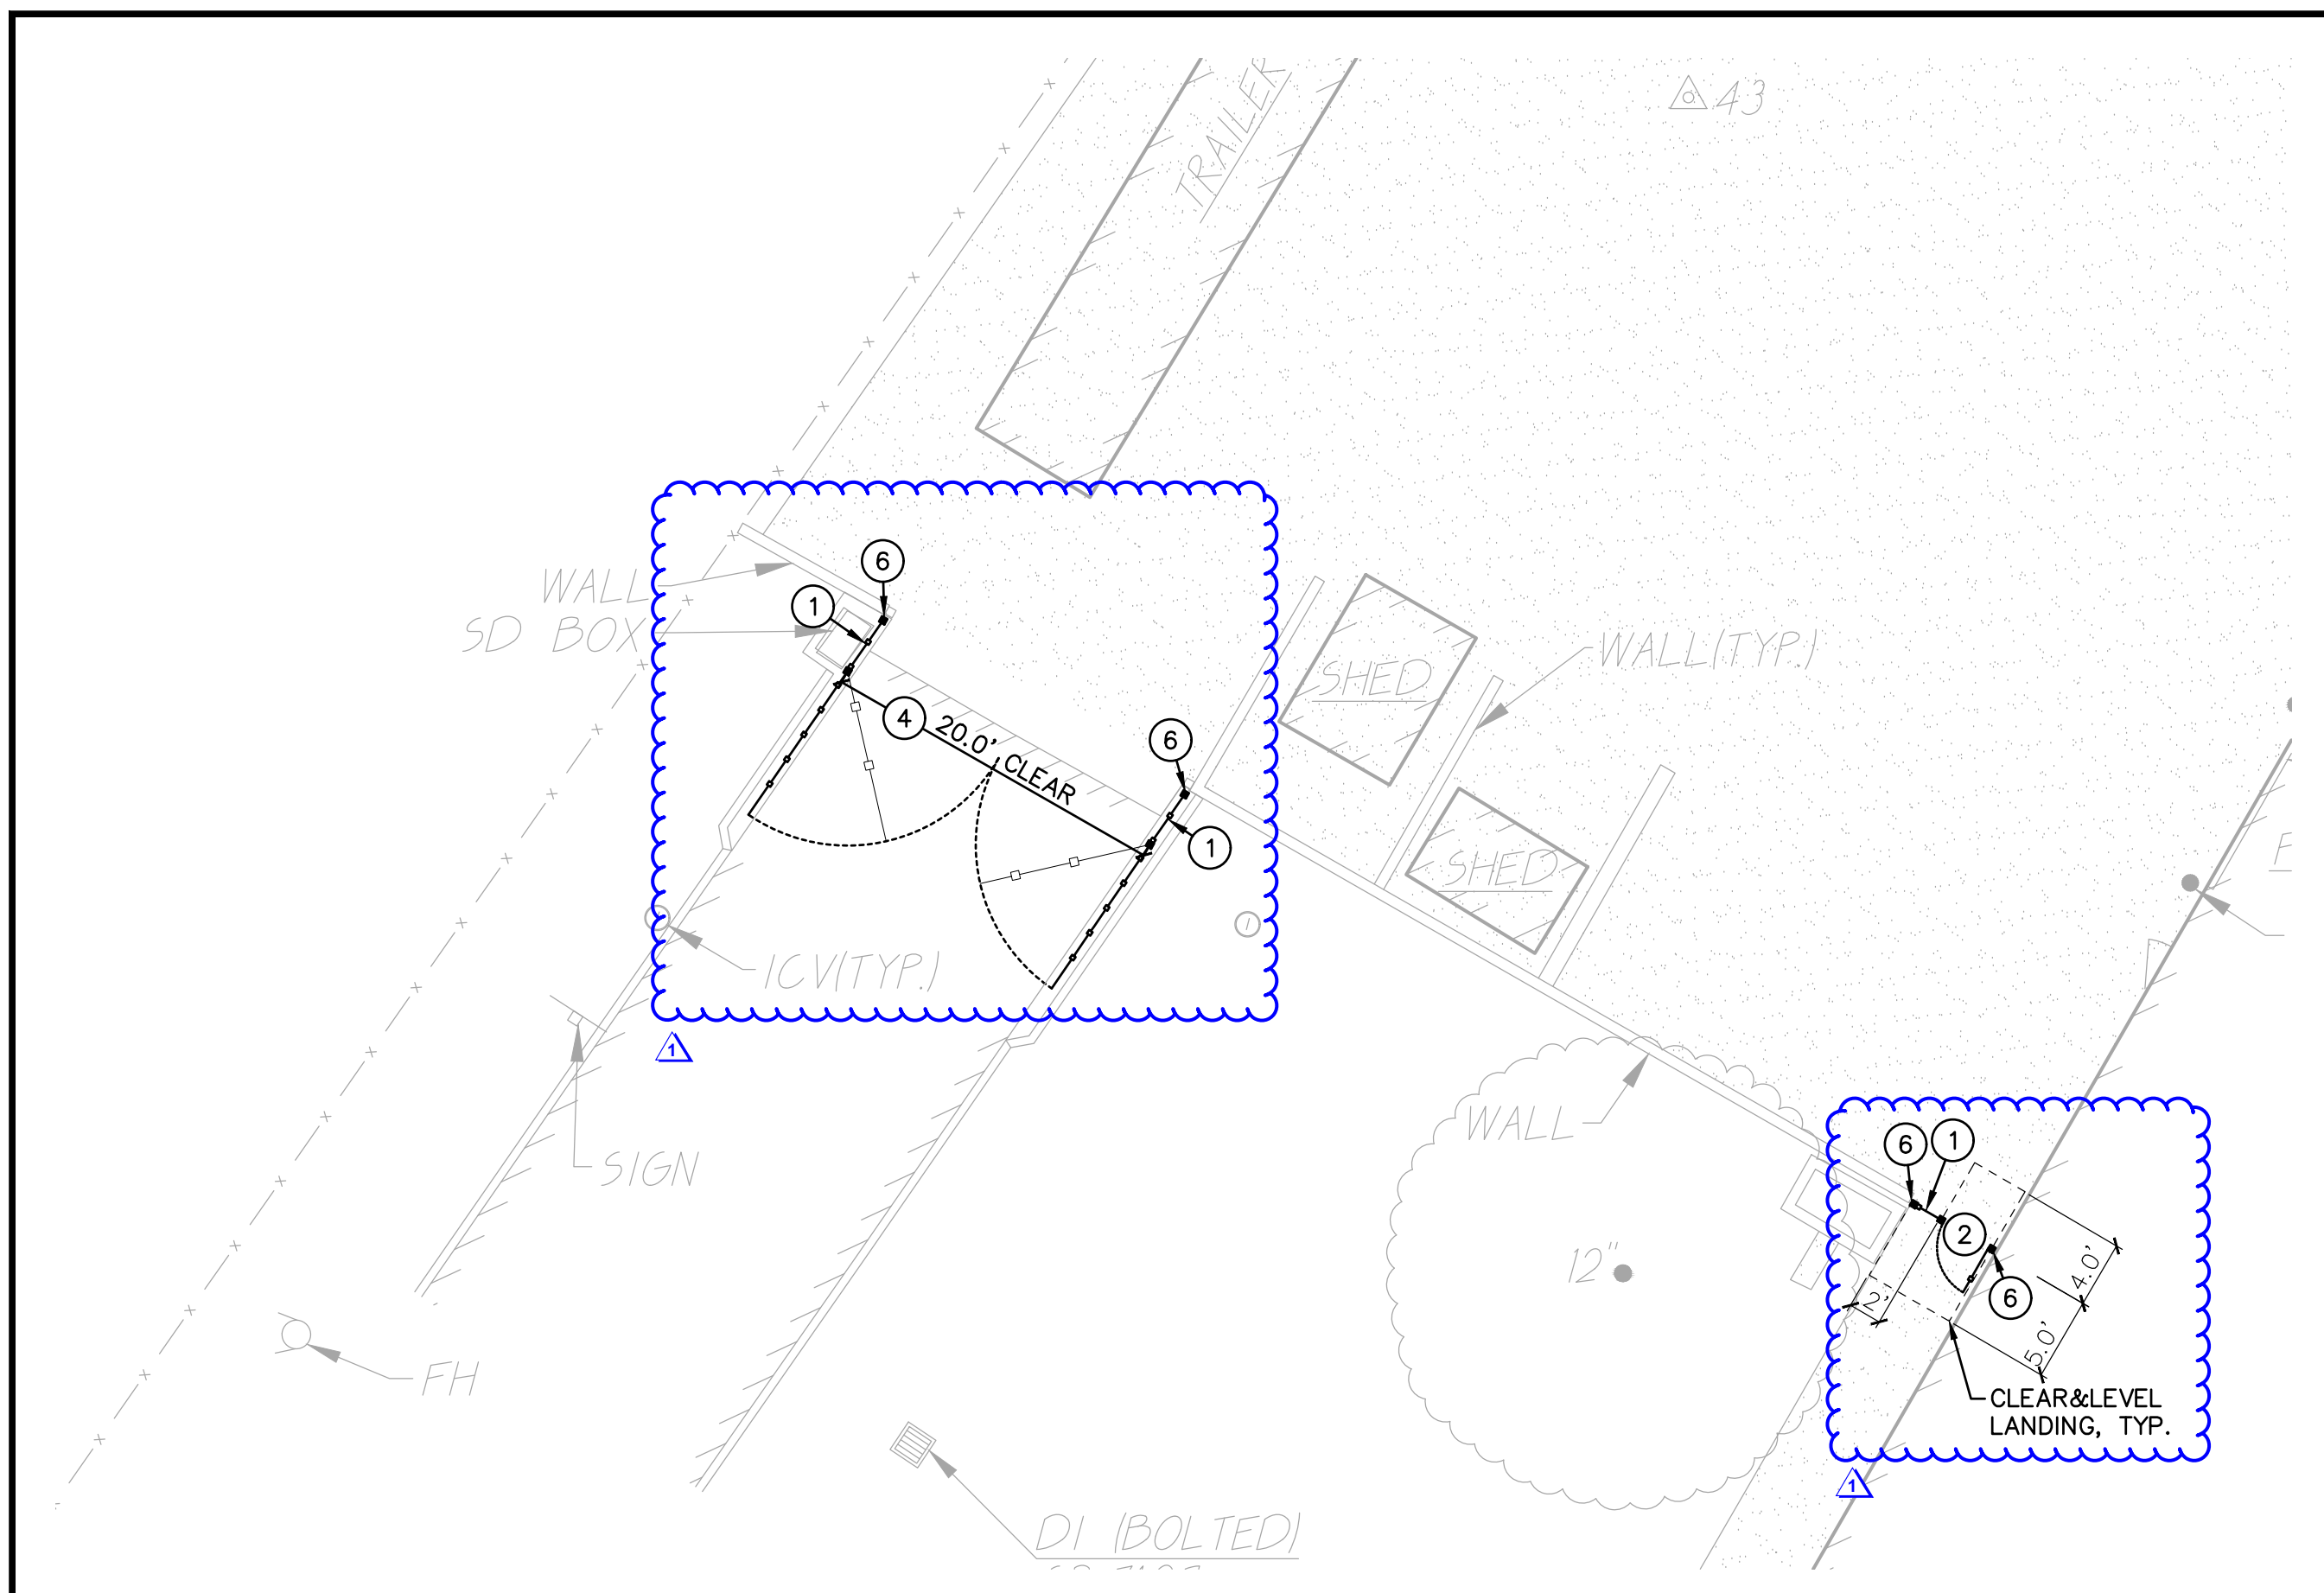 TRAILER
43
6
WALL
1
SD BOX
WALL(TYP.)
SHED
4
20.0' CLEAR
6
1
SHED
ICV(TYP.)
1
WALL
6
1
SIGN
2
12"
4.0'
6
2'
5.0'
FH
CLEAR&LEVEL
LANDING, TYP.
1
DI (BOLTED)